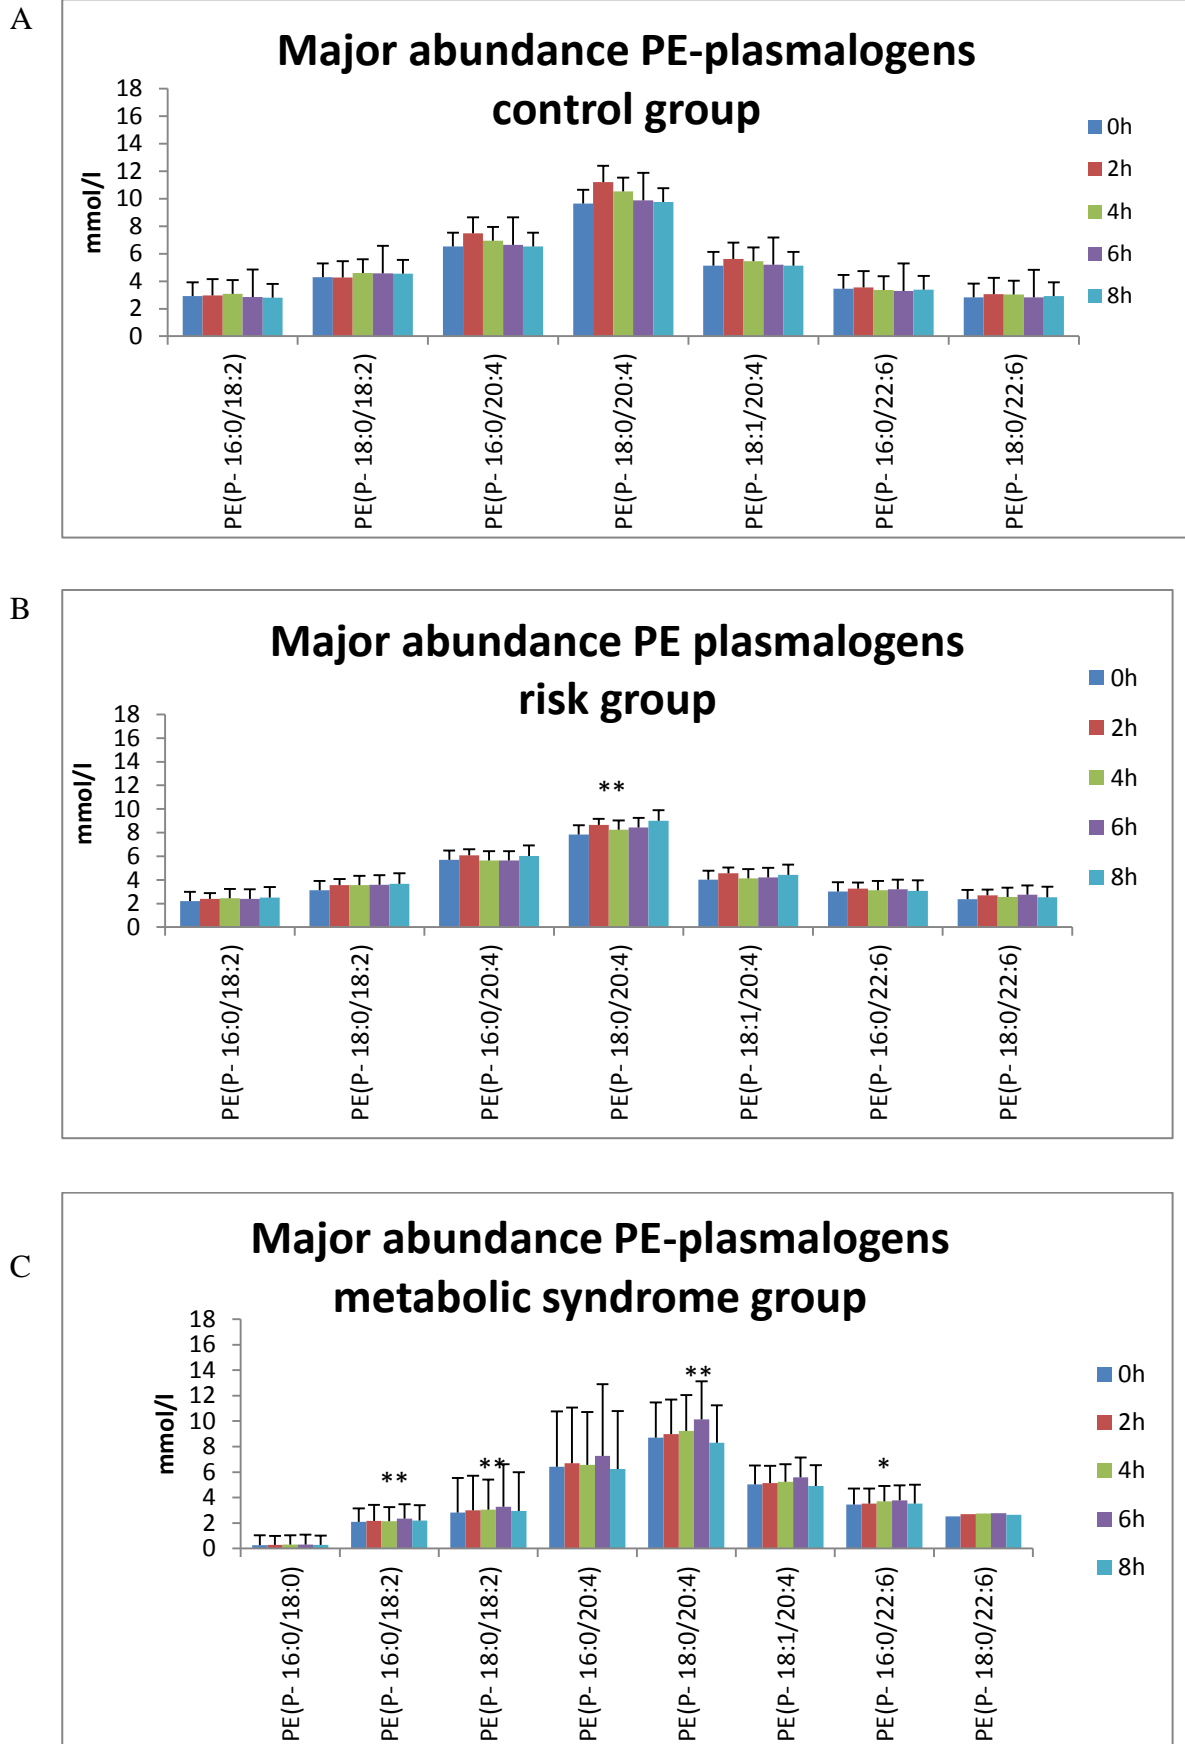 A
Major abundance PE-plasmalogens
control group
mmol/l
18
16
14
12
10
8
6
4
2
0
PE(P- 16:0/18:2)
PE(P- 18:0/18:2)
PE(P- 16:0/20:4)
PE(P- 18:0/20:4)
PE(P- 18:1/20:4)
PE(P- 16:0/22:6)
PE(P- 18:0/22:6)
0h
2h
4h
6h
8h
B
Major abundance PE plasmalogens
risk group
mmol/l
18
16
14
12
10
8
6
4
2
0
**
PE(P- 16:0/18:2)
PE(P- 18:0/18:2)
PE(P- 16:0/20:4)
PE(P- 18:0/20:4)
PE(P- 18:1/20:4)
PE(P- 16:0/22:6)
PE(P- 18:0/22:6)
0h
2h
4h
6h
8h
C
Major abundance PE-plasmalogens
metabolic syndrome group
mmol/l
18
16
14
12
10
8
6
4
2
0
**
**
**
*
PE(P- 16:0/18:0)
PE(P- 16:0/18:2)
PE(P- 18:0/18:2)
PE(P- 16:0/20:4)
PE(P- 18:0/20:4)
PE(P- 18:1/20:4)
PE(P- 16:0/22:6)
PE(P- 18:0/22:6)
0h
2h
4h
6h
8h